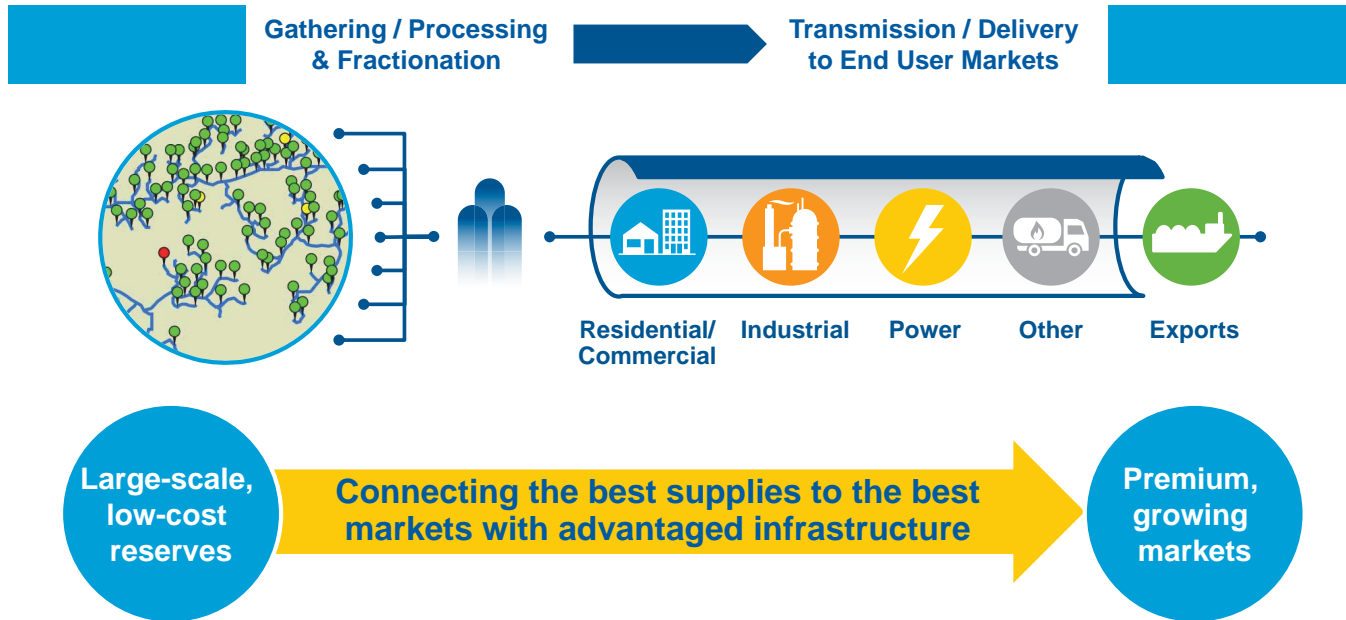 Gathering / Processing
& Fractionation
Transmission / Delivery
to End User Markets
Residential/
Commercial
Industrial
Power
Other
Exports
Large-scale,
low-cost
reserves
Connecting the best supplies to the best
markets with advantaged infrastructure
Premium,
growing
markets